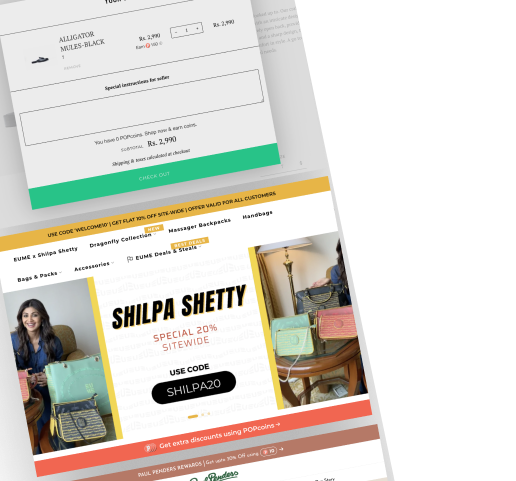 ALLIGATOR
MULES-BLACK
7
Rs. 2,990
- 1 +
Rs. 2,990
Special instructions for seller
You have 0 POPcoins. Shop now & earn coins.
SUBTOTAL Rs. 2,990
Shipping & taxes calculated at checkout
CHECK OUT
USE CODE 'WELCOME10' | GET FLAT 10% OFF SITE-WIDE | OFFER VALID FOR ALL CUSTOMERS
NEW
EUME x Shilpa Shetty Dragonfly Collection Massager Backpacks Handbags
BEST DEALS
Bags & Packs Accessories EUME Deals & Steals
SHILPA SHETTY
SPECIAL 20%
SITEWIDE
USE CODE
SHILPA20
Get extra discounts using POPcoins →
PAUL PENDERS REWARDS | Get upto 30% OFF using
Paul Penders